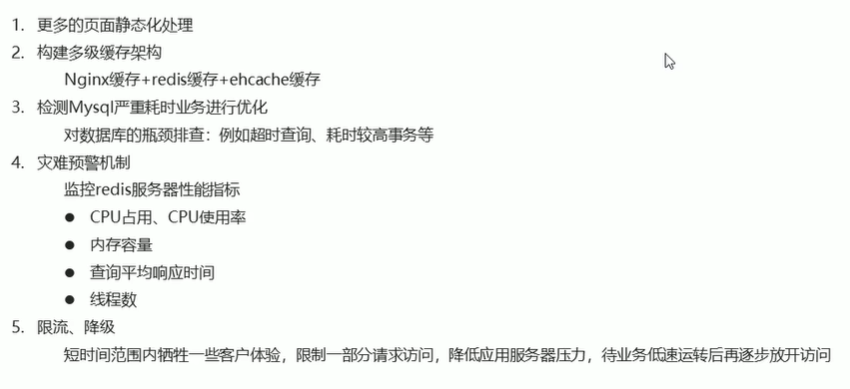 1. 更多的页面静态化处理
2. 构建多级缓存架构
Nginx缓存+redis缓存+ehcache缓存
3. 检测Mysql严重耗时业务进行优化
对数据库的瓶颈排查：例如超时查询、耗时较高事务等
4. 灾难预警机制
监控redis服务器性能指标
● CPU占用、CPU使用率
● 内存容量
● 查询平均响应时间
● 线程数
5. 限流、降级
短时间范围内牺牲一些客户体验，限制一部分请求访问，降低应用服务器压力，待业务低速运转后再逐步放开访问